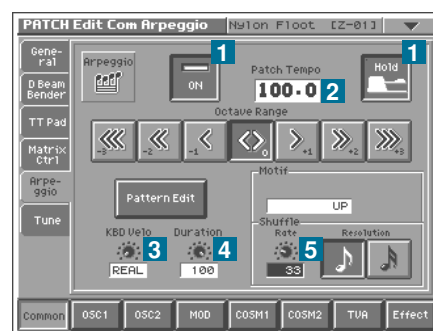 PATCH Edit Com Arpeggio Nylon Floot [Z-01]
Gene-
ral
D Beam
Bender
TT Pad
Matrix
Ctrl
Arpe-
ggio
Tune
Arpeggio
1
ON
Patch Tempo
100.0 2
1
Hold
Octave Range
-3 -2 -1 0 +1 +2 +3
Pattern Edit
Motif
UP
KBD Velo
3
REAL
Duration
4
100
Shuffle
Rate
5
33
Resolution
Common OSC1 OSC2 MOD COSM1 COSM2 TVA Effect